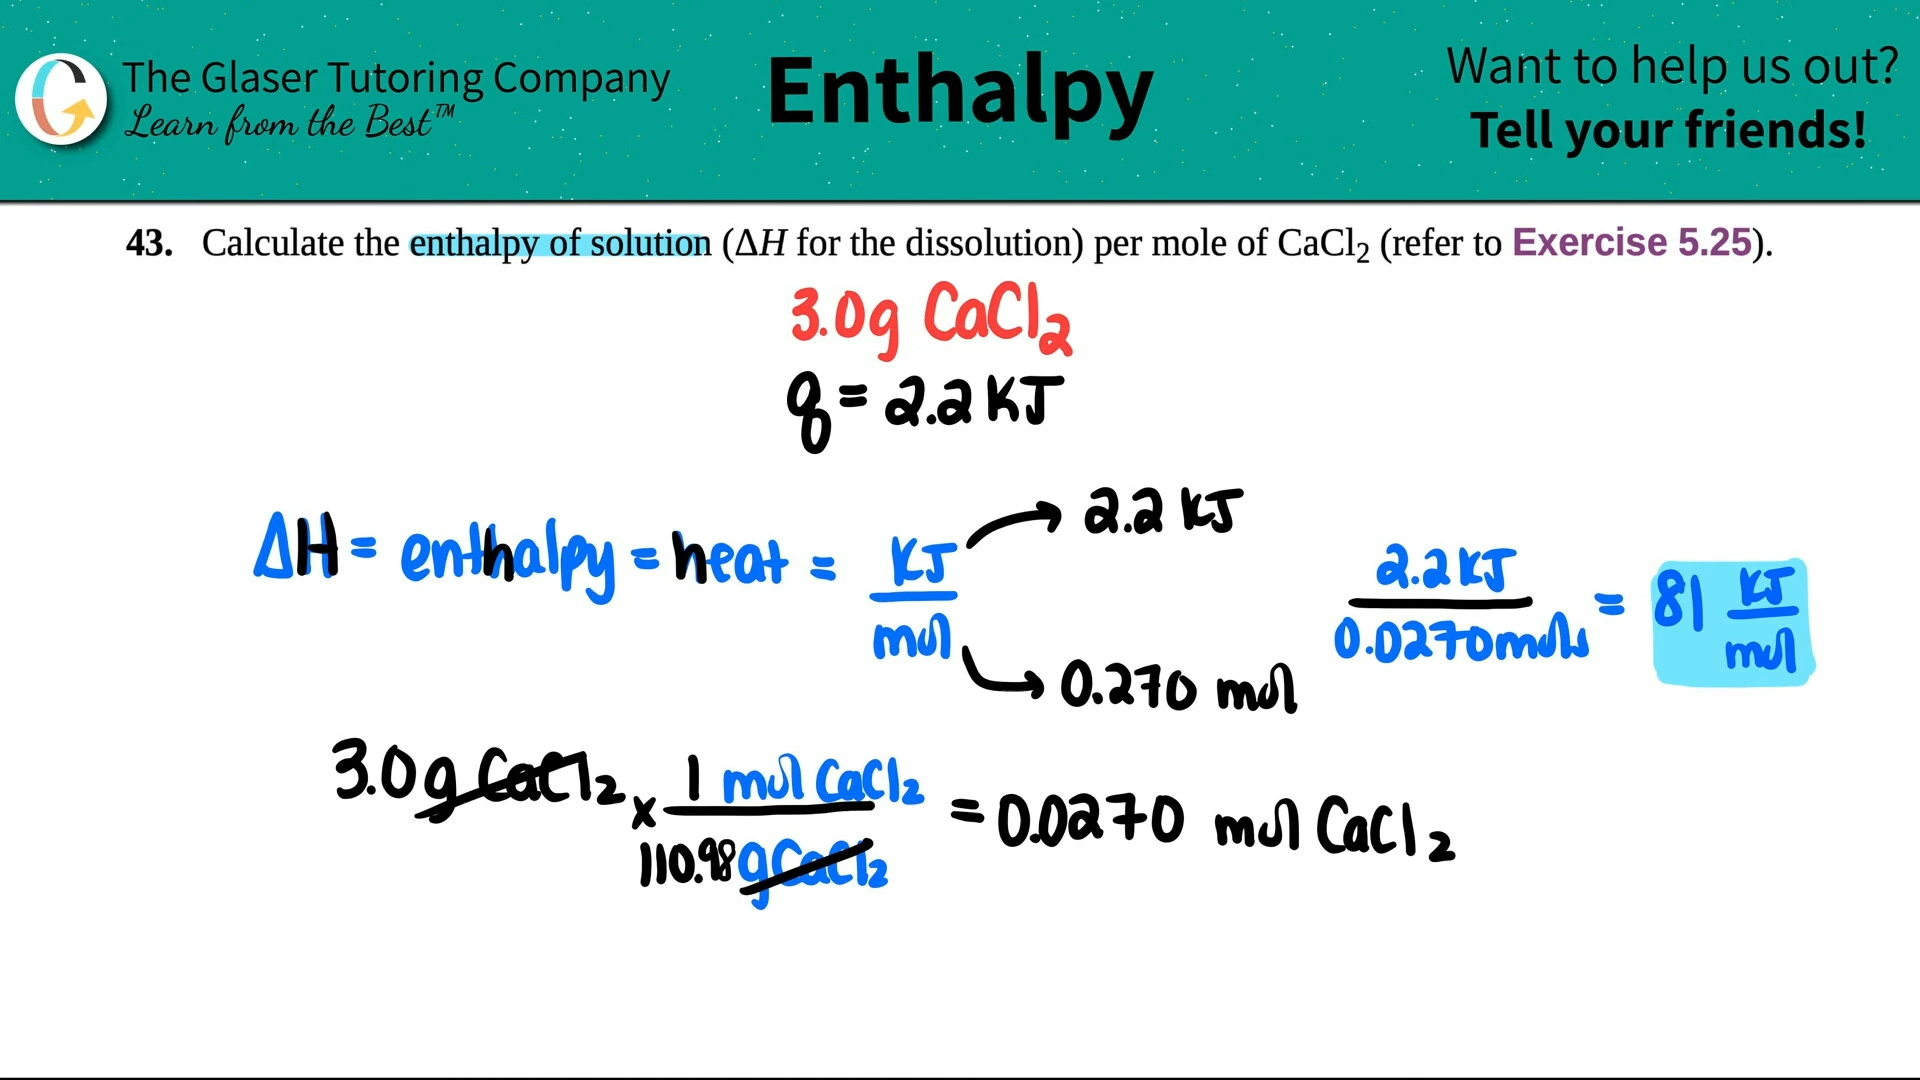 The Glaser Tutoring Company
Learn from the Best™
Enthalpy
Want to help us out?
Tell your friends!
43. Calculate the enthalpy of solution (ΔH for the dissolution) per mole of CaCl₂ (refer to Exercise 5.25).
3.0g CaCl₂
q = 2.2 KJ
ΔH = enthalpy = heat = KJ/mol
2.2 KJ
0.270 mol
2.2 KJ / 0.0270 mols = 81 KJ/mol
3.0 g CaCl₂ x 1 mol CaCl₂ / 110.98 g CaCl₂ = 0.0270 mol CaCl₂